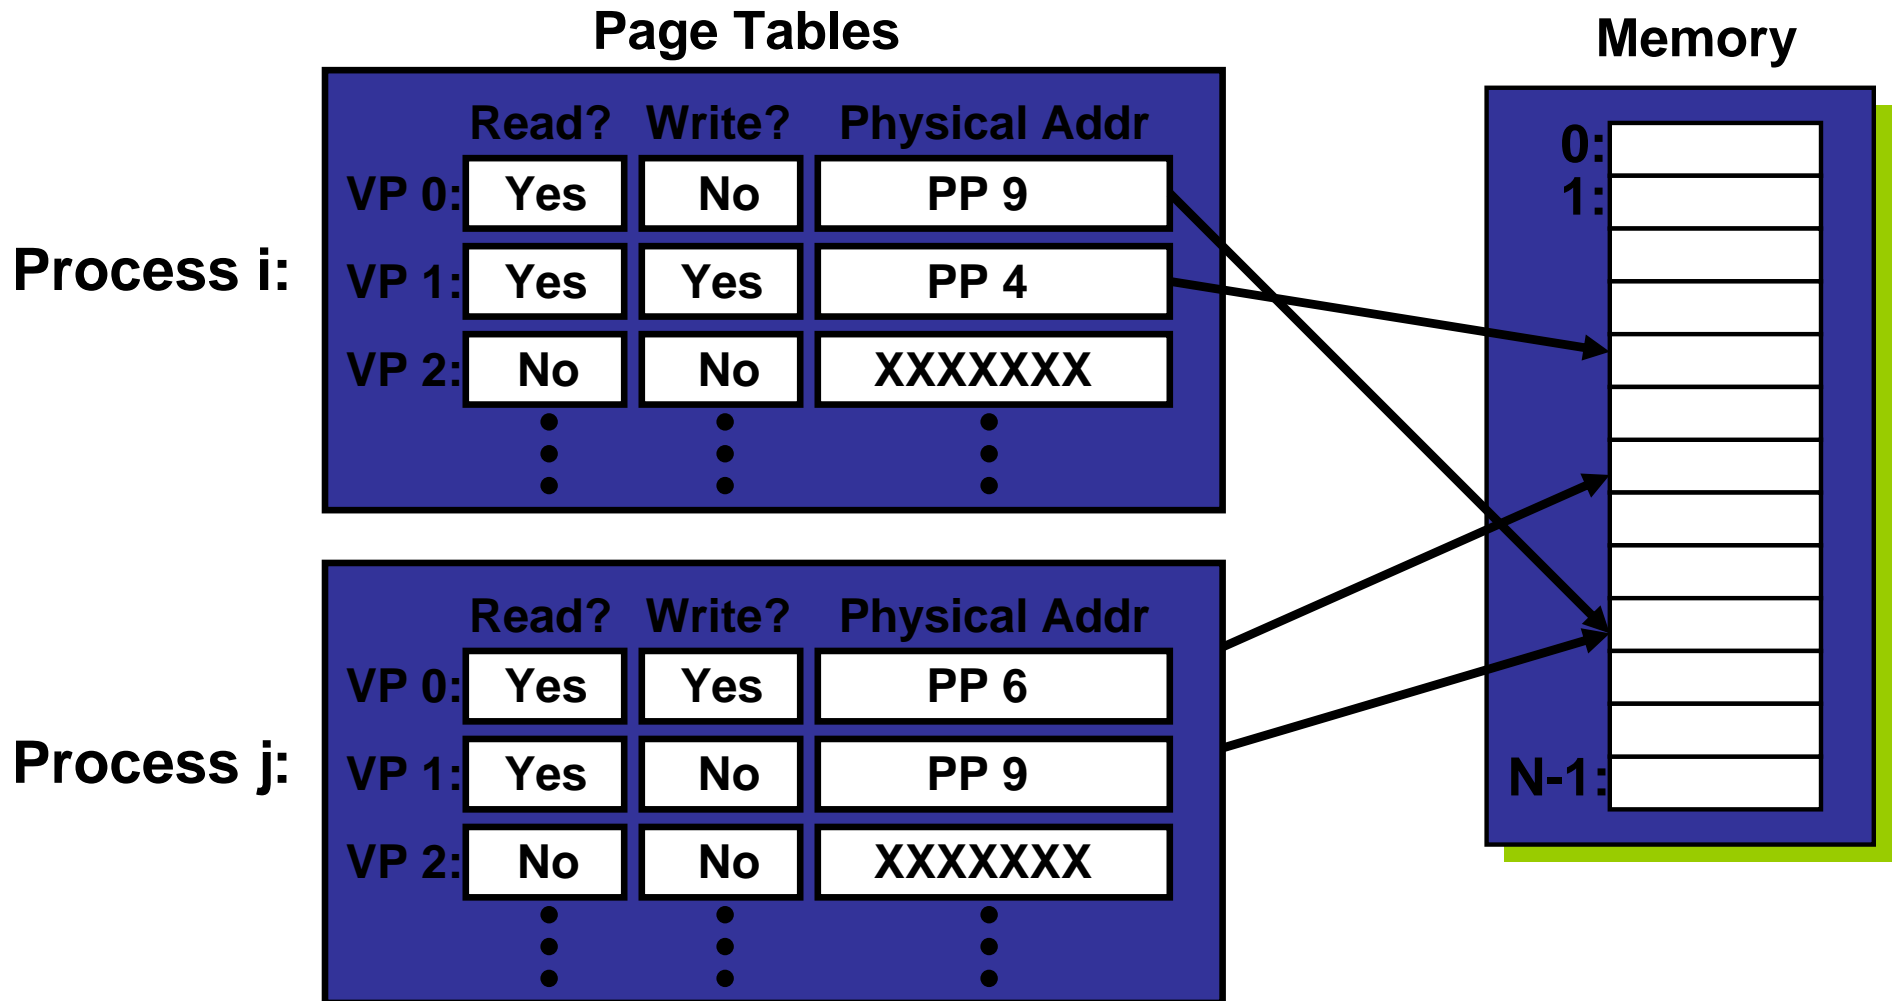 Page Tables
Memory
Read? Write? Physical Addr
Process i:
VP 0: Yes No PP 9
VP 1: Yes Yes PP 4
VP 2: No No XXXXXXX
Process j:
Read? Write? Physical Addr
VP 0: Yes Yes PP 6
VP 1: Yes No PP 9
VP 2: No No XXXXXXX
0:
1:
N-1: